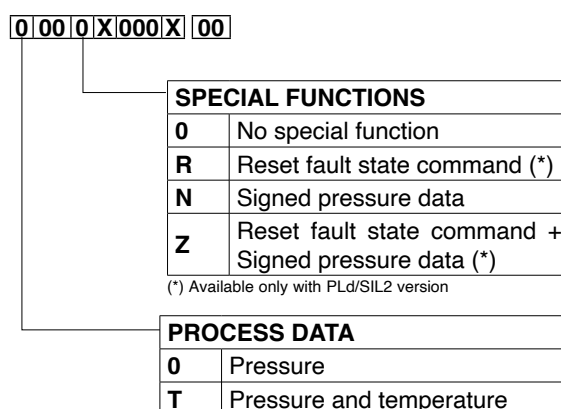 0 00 0 X 000 X 00
SPECIAL FUNCTIONS
0 No special function
R Reset fault state command (*)
N Signed pressure data
Z Reset fault state command +
Signed pressure data (*)
(*) Available only with PLd/SIL2 version
PROCESS DATA
0 Pressure
T Pressure and temperature